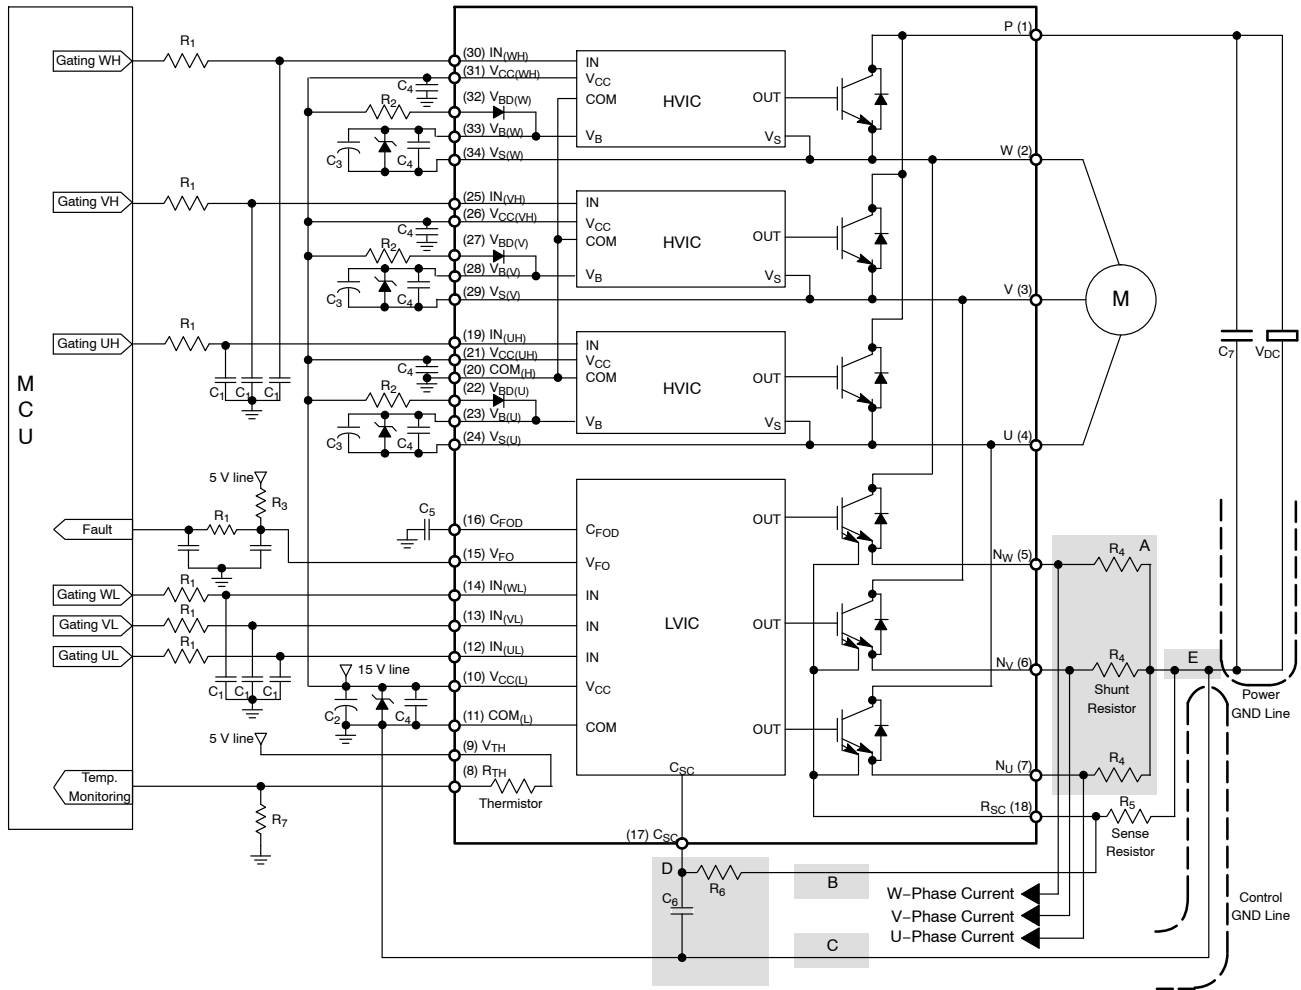 P (1)
Gating WH
R1
(30) IN(WH)
IN
(31) VCC(WH)
VCC
C4
COM
HVIC
OUT
R2
(32) VBD(W)
(33) VB(W)
VB
VS
C3
C4
(34) VS(W)
W (2)
Gating VH
R1
(25) IN(VH)
IN
(26) VCC(VH)
VCC
C4
COM
HVIC
OUT
R2
(27) VBD(V)
(28) VB(V)
VB
VS
C3
C4
(29) VS(V)
V (3)
M
Gating UH
R1
(19) IN(UH)
IN
(21) VCC(UH)
VCC
C4
(20) COM(H)
COM
HVIC
OUT
C7
VDC
M
C
U
C1
C1
C1
R2
(22) VBD(U)
(23) VB(U)
VB
VS
C3
C4
(24) VS(U)
U (4)
5 V line
R3
C5
Fault
R1
(16) CFOD
CFOD
OUT
(15) VFO
VFO
NW (5)
R4
A
Gating WL
R1
(14) IN(WL)
IN
Gating VL
R1
(13) IN(VL)
IN
LVIC
OUT
Gating UL
R1
(12) IN(UL)
IN
NV (6)
R4
E
Shunt
Resistor
Power
GND Line
C1
C1
C1
15 V line
(10) VCC(L)
VCC
C2
C4
(11) COM(L)
COM
OUT
5 V line
(9) VTH
Temp.
Monitoring
(8) RTH
Thermistor
CSC
NU (7)
R4
R7
RSC (18)
R5
Sense
Resistor
(17) CSC
D
R6
B
C6
W−Phase Current
V−Phase Current
U−Phase Current
Control
GND Line
C